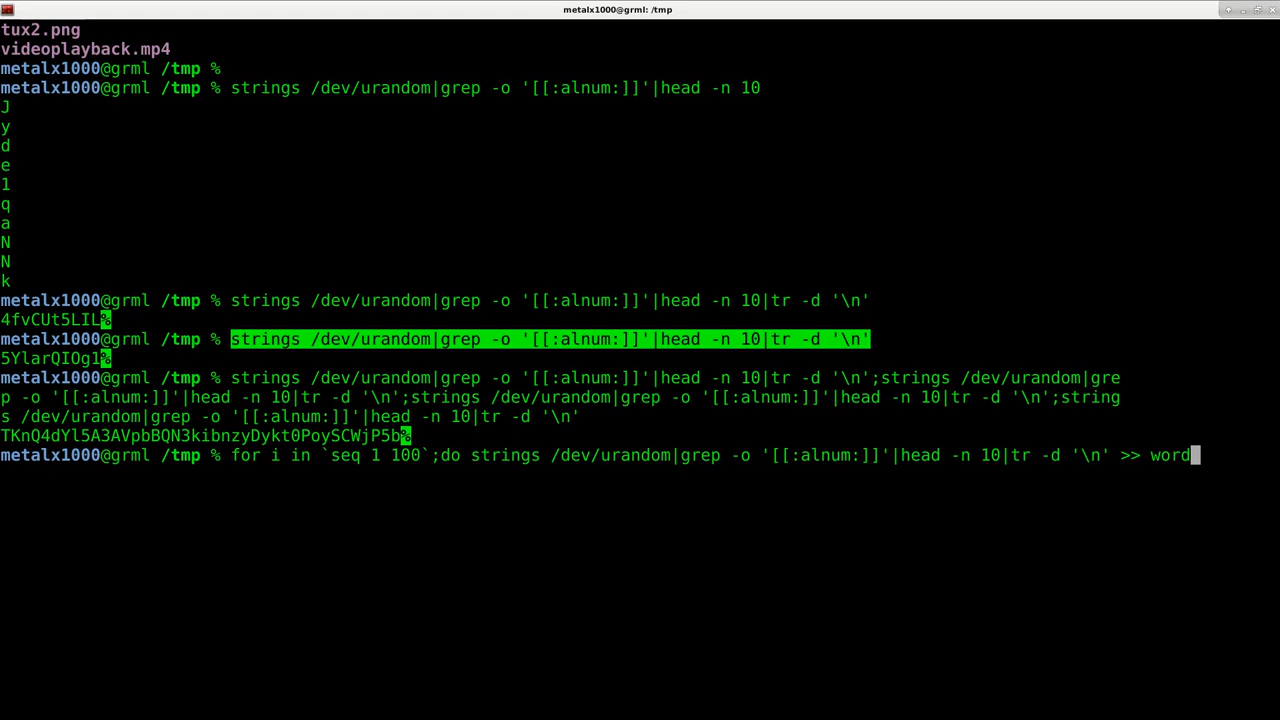 metalx1000@grml: /tmp
tux2.png
videoplayback.mp4
metalx1000@grml /tmp %
metalx1000@grml /tmp % strings /dev/urandom|grep -o '[[:alnum:]]'|head -n 10
J
y
d
e
1
q
a
N
N
k
metalx1000@grml /tmp % strings /dev/urandom|grep -o '[[:alnum:]]'|head -n 10|tr -d '\n'
4fvCUt5LIL%
metalx1000@grml /tmp % strings /dev/urandom|grep -o '[[:alnum:]]'|head -n 10|tr -d '\n'
5YlarQIOg1%
metalx1000@grml /tmp % strings /dev/urandom|grep -o '[[:alnum:]]'|head -n 10|tr -d '\n';strings /dev/urandom|gre
p -o '[[:alnum:]]'|head -n 10|tr -d '\n';strings /dev/urandom|grep -o '[[:alnum:]]'|head -n 10|tr -d '\n';string
s /dev/urandom|grep -o '[[:alnum:]]'|head -n 10|tr -d '\n'
TKnQ4dYl5A3AVpbBQN3kibnzyDykt0PoySCWjP5b%
metalx1000@grml /tmp % for i in `seq 1 100`;do strings /dev/urandom|grep -o '[[:alnum:]]'|head -n 10|tr -d '\n' >> word